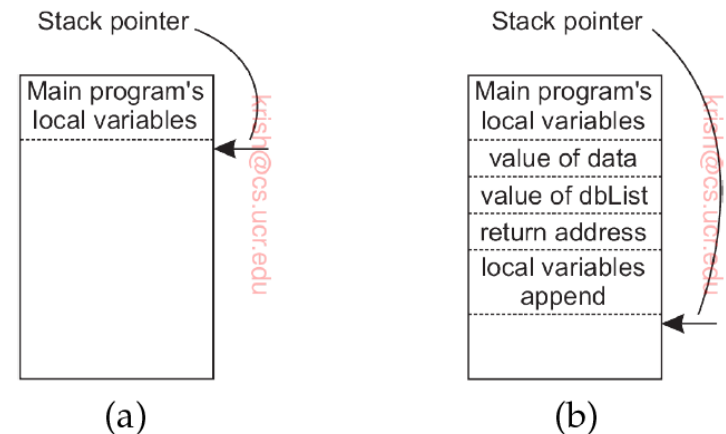 Stack pointer
Main program's
local variables
krish@cs.ucr.edu
(a)
Stack pointer
Main program's
local variables
value of data
value of dbList
return address
local variables
append
krish@cs.ucr.edu
(b)